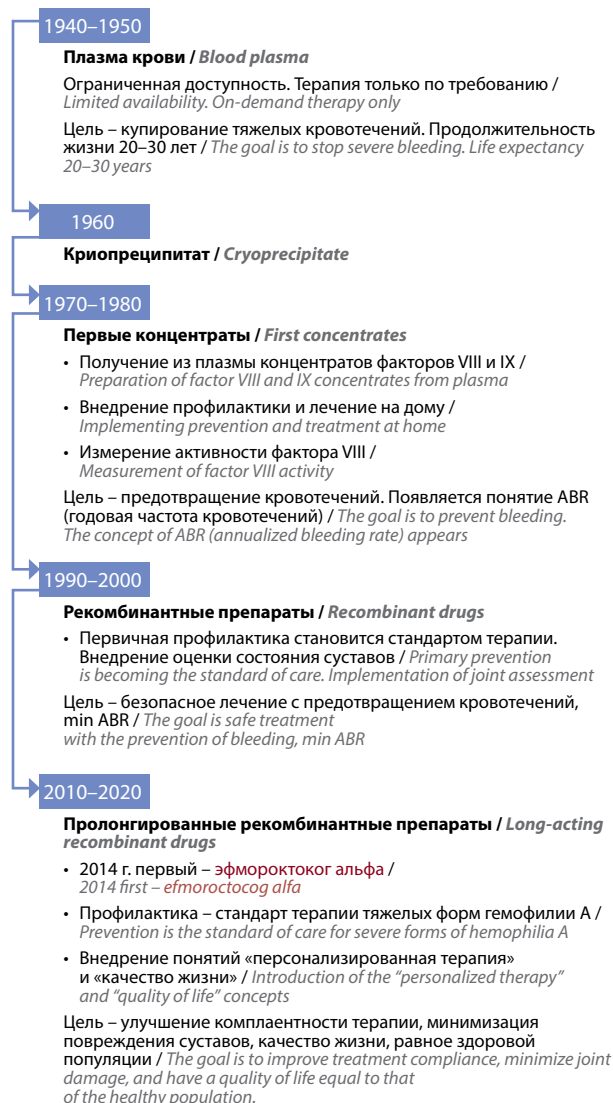 1940–1950
Плазма крови / Blood plasma
Ограниченная доступность. Терапия только по требованию /
Limited availability. On-demand therapy only
Цель – купирование тяжелых кровотечений. Продолжительность
жизни 20–30 лет / The goal is to stop severe bleeding. Life expectancy
20–30 years
1960
Криопреципитат / Cryoprecipitate
1970–1980
Первые концентраты / First concentrates
• Получение из плазмы концентратов факторов VIII и IX /
Preparation of factor VIII and IX concentrates from plasma
• Внедрение профилактики и лечение на дому /
Implementing prevention and treatment at home
• Измерение активности фактора VIII /
Measurement of factor VIII activity
Цель – предотвращение кровотечений. Появляется понятие ABR
(годовая частота кровотечений) / The goal is to prevent bleeding.
The concept of ABR (annualized bleeding rate) appears
1990–2000
Рекомбинантные препараты / Recombinant drugs
• Первичная профилактика становится стандартом терапии.
Внедрение оценки состояния суставов / Primary prevention
is becoming the standard of care. Implementation of joint assessment
Цель – безопасное лечение с предотвращением кровотечений,
min ABR / The goal is safe treatment
with the prevention of bleeding, min ABR
2010–2020
Пролонгированные рекомбинантные препараты / Long-acting
recombinant drugs
• 2014 г. первый – эфмороктоког альфа /
2014 first – efmoroctocog alfa
• Профилактика – стандарт терапии тяжелых форм гемофилии А /
Prevention is the standard of care for severe forms of hemophilia A
• Внедрение понятий «персонализированная терапия»
и «качество жизни» / Introduction of the “personalized therapy”
and “quality of life” concepts
Цель – улучшение комплаентности терапии, минимизация
повреждения суставов, качество жизни, равное здоровой
популяции / The goal is to improve treatment compliance, minimize joint
damage, and have a quality of life equal to that
of the healthy population.